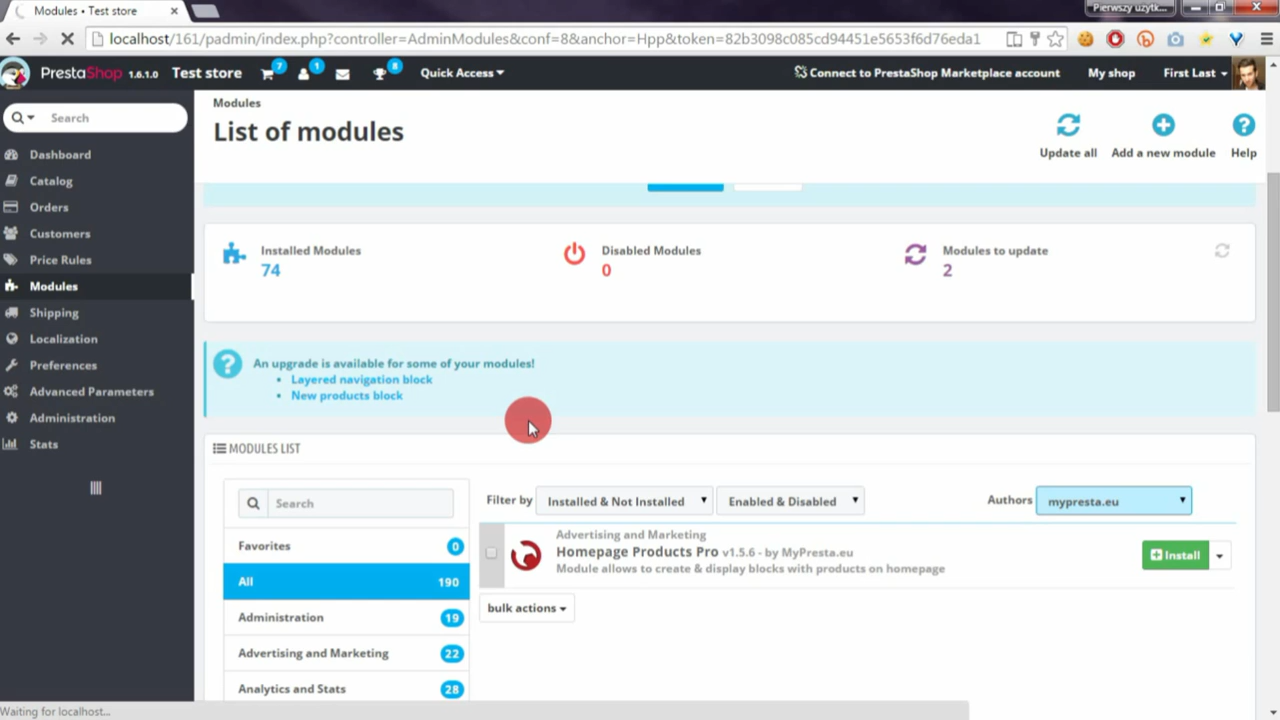 Modules • Test store
Pierwszy użytk...
localhost/161/padmin/index.php?controller=AdminModules&conf=8&anchor=Hpp&token=82b3098c085cd94451e5653f6d76eda1
PrestaShop 1.6.1.0 Test store 7 1 8 Quick Access
Connect to PrestaShop Marketplace account My shop First Last
Search
Dashboard
Catalog
Orders
Customers
Price Rules
Modules
Shipping
Localization
Preferences
Advanced Parameters
Administration
Stats
Modules
List of modules
Update all
Add a new module
Help
Installed Modules
74
Disabled Modules
0
Modules to update
2
An upgrade is available for some of your modules!
• Layered navigation block
• New products block
MODULES LIST
Search
Favorites 0
All 190
Administration 19
Advertising and Marketing 22
Analytics and Stats 28
Filter by Installed & Not Installed Enabled & Disabled Authors mypresta.eu
Advertising and Marketing
Homepage Products Pro v1.5.6 - by MyPresta.eu
Module allows to create & display blocks with products on homepage
Install
bulk actions
Waiting for localhost...